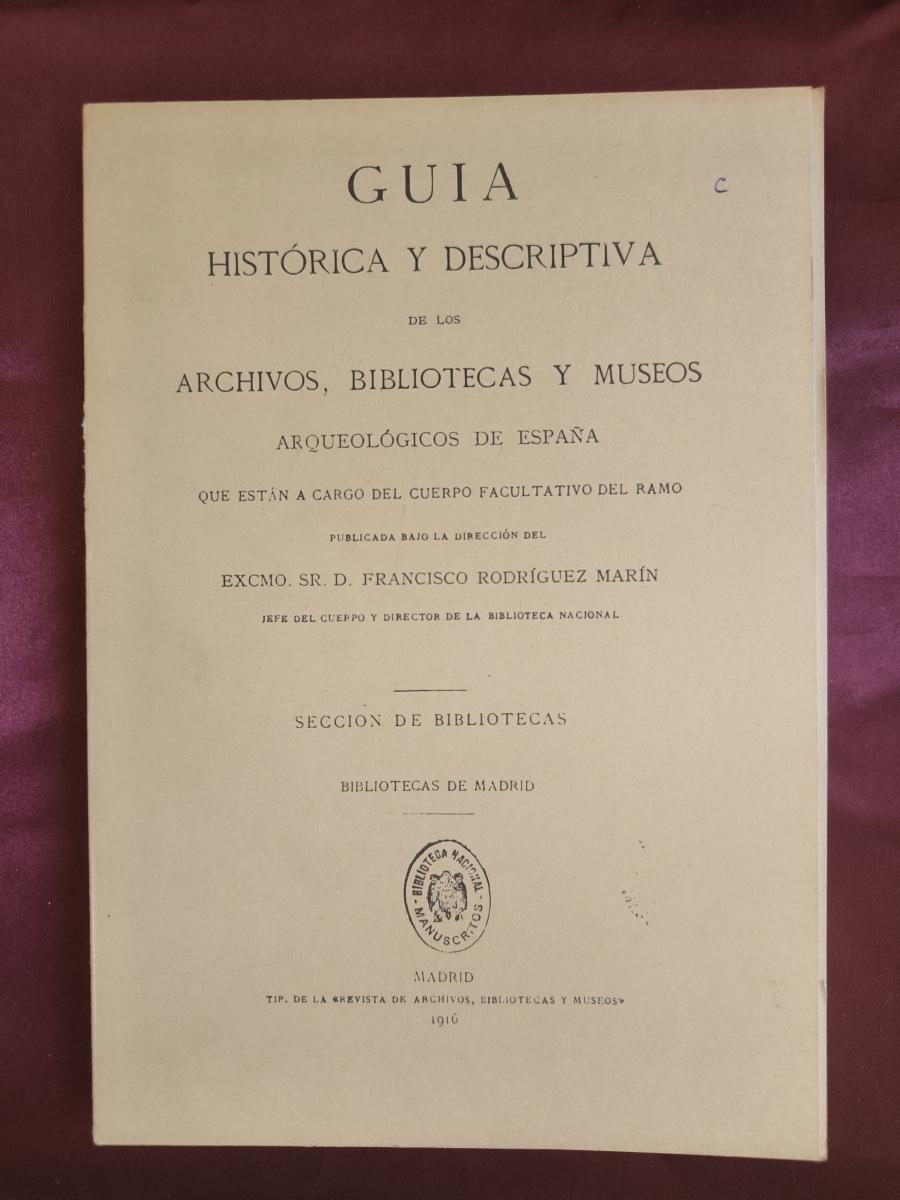 GUIA
C
HISTÓRICA Y DESCRIPTIVA
DE LOS
ARCHIVOS, BIBLIOTECAS Y MUSEOS
ARQUEOLÓGICOS DE ESPAÑA
QUE ESTÁN A CARGO DEL CUERPO FACULTATIVO DEL RAMO
PUBLICADA BAJO LA DIRECCIÓN DEL
EXCMO. SR. D. FRANCISCO RODRÍGUEZ MARÍN
JEFE DEL CUERPO Y DIRECTOR DE LA BIBLIOTECA NACIONAL
SECCIÓN DE BIBLIOTECAS
BIBLIOTECAS DE MADRID
- BIBLIOTECA NACIONAL -
MANUSCRITOS
MADRID
TIP. DE LA «REVISTA DE ARCHIVOS, BIBLIOTECAS Y MUSEOS»
1916